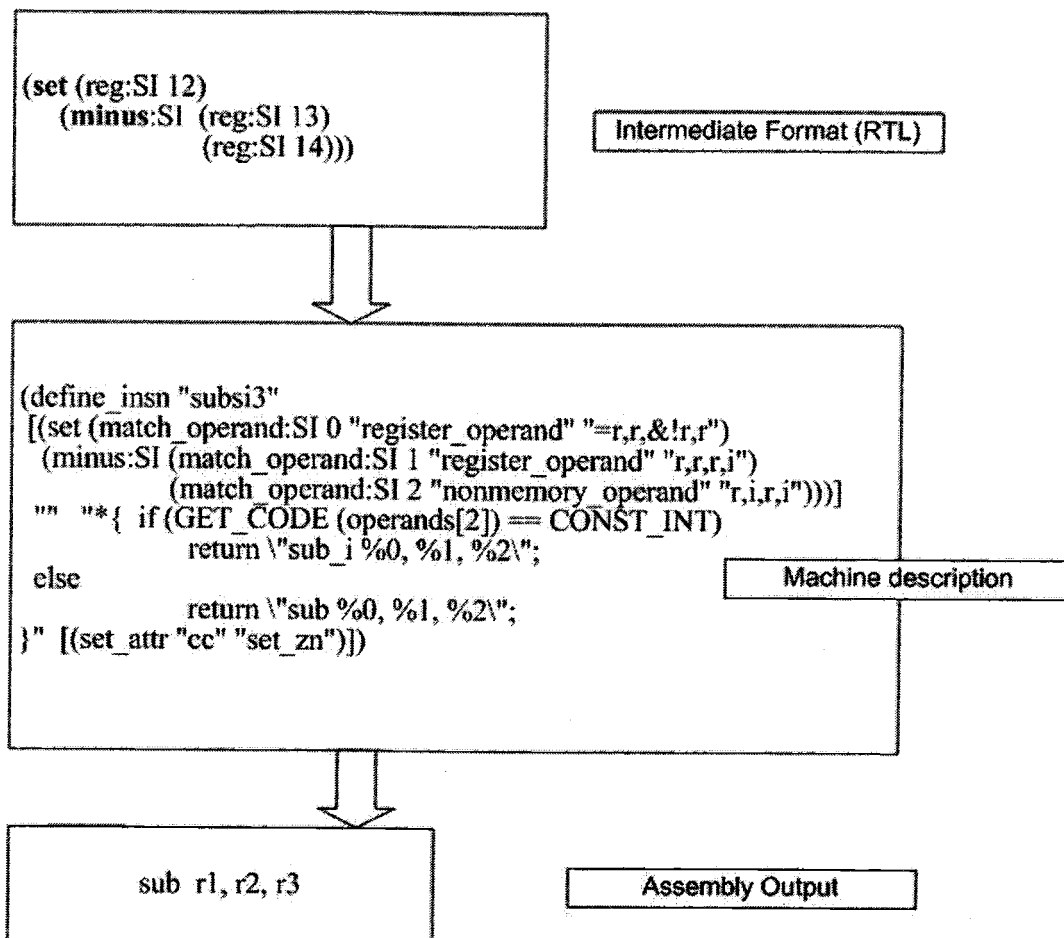 (set (reg:SI 12)
(minus:SI (reg:SI 13)
(reg:SI 14)))
Intermediate Format (RTL)
(define_insn "subsi3"
[(set (match_operand:SI 0 "register_operand" "=r,r,&!r,r")
(minus:SI (match_operand:SI 1 "register_operand" "r,r,r,i")
(match_operand:SI 2 "nonmemory_operand" "r,i,r,i")))]
"" "*{ if (GET_CODE (operands[2]) == CONST_INT)
return \"sub_i %0, %1, %2\";
else
return \"sub %0, %1, %2\";
}" [(set_attr "cc" "set_zn")])
Machine description
sub r1, r2, r3
Assembly Output